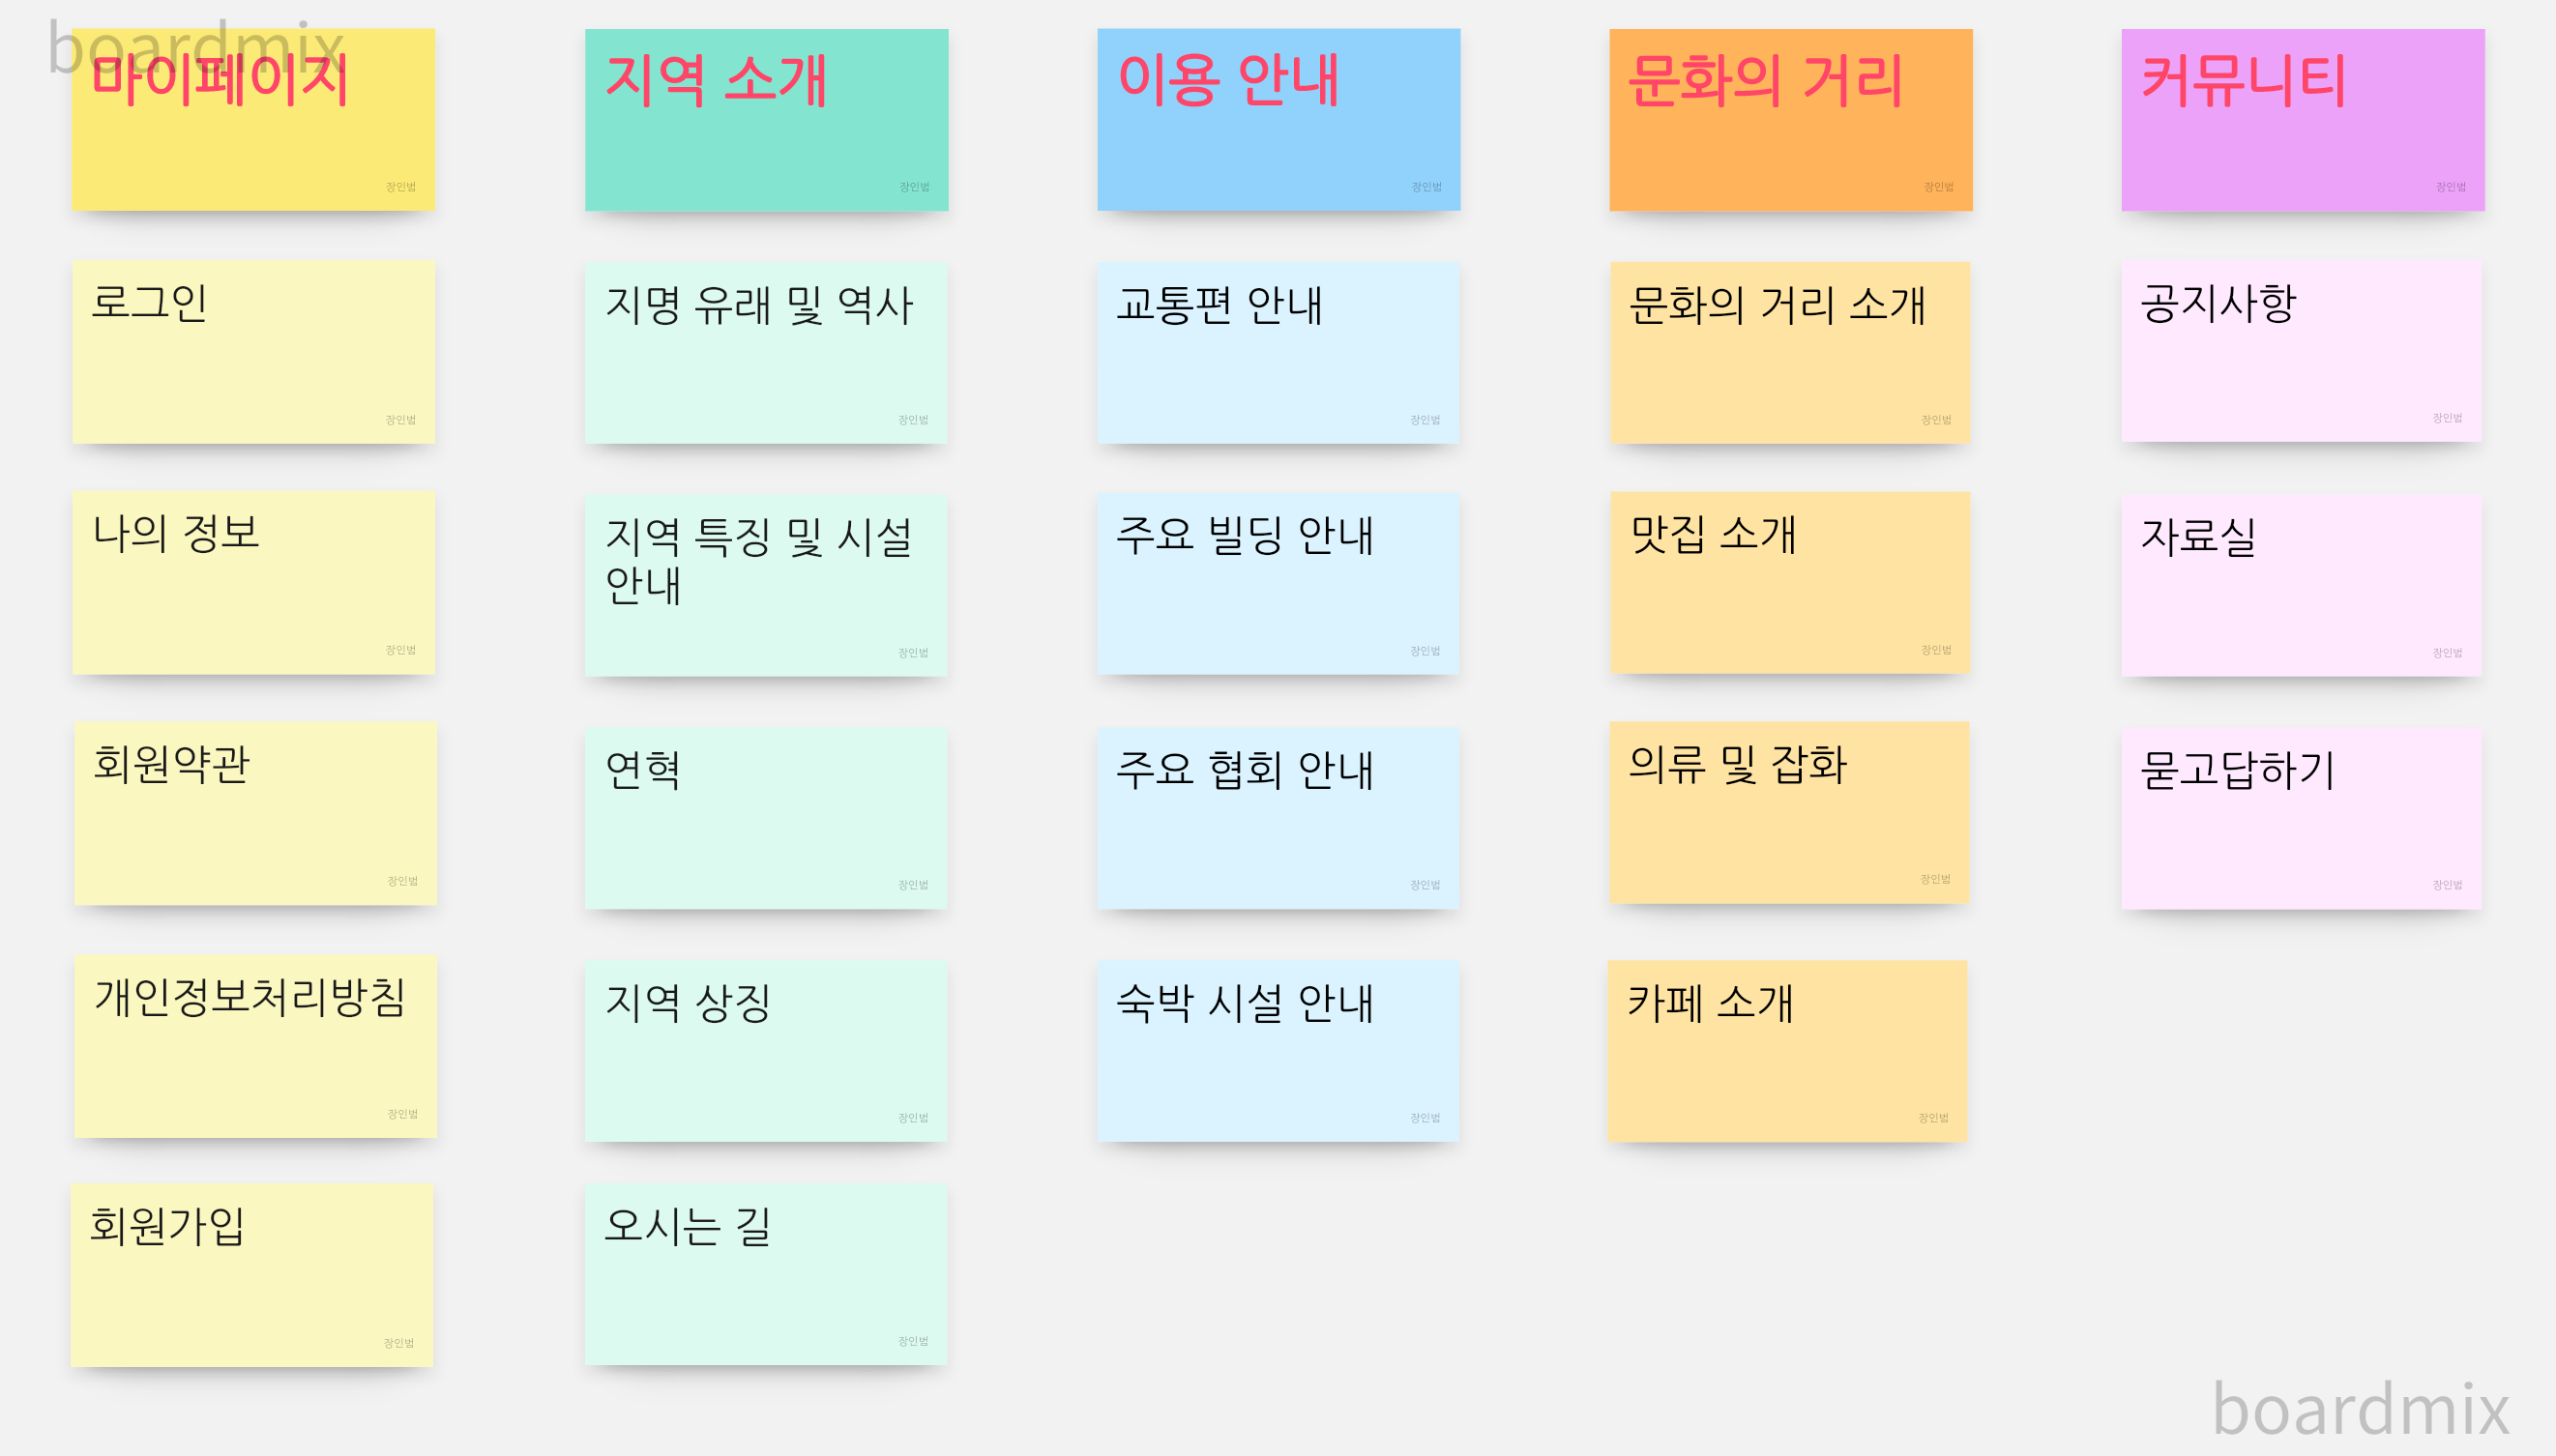 boardmix
마이페이지
장인범
로그인
장인범
나의 정보
장인범
회원약관
장인범
개인정보처리방침
장인범
회원가입
장인범
지역 소개
장인범
지명 유래 및 역사
장인범
지역 특징 및 시설
안내
장인범
연혁
장인범
지역 상징
장인범
오시는 길
장인범
이용 안내
장인범
교통편 안내
장인범
주요 빌딩 안내
장인범
주요 협회 안내
장인범
숙박 시설 안내
장인범
문화의 거리
장인범
문화의 거리 소개
장인범
맛집 소개
장인범
의류 및 잡화
장인범
카페 소개
장인범
커뮤니티
장인범
공지사항
장인범
자료실
장인범
묻고답하기
장인범
boardmix